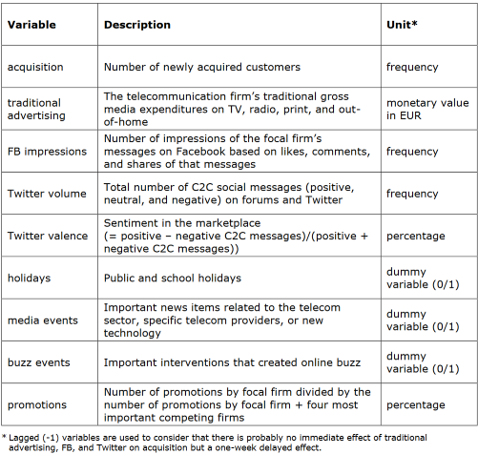 Variable Description Unit*
acquisition Number of newly acquired customers frequency
traditional advertising The telecommunication firm's traditional gross media expenditures on TV, radio, print, and out-of-home monetary value in EUR
FB impressions Number of impressions of the focal firm's messages on Facebook based on likes, comments, and shares of that messages frequency
Twitter volume Total number of C2C social messages (positive, neutral, and negative) on forums and Twitter frequency
Twitter valence Sentiment in the marketplace (= positive – negative C2C messages)/(positive + negative C2C messages)) percentage
holidays Public and school holidays dummy variable (0/1)
media events Important news items related to the telecom sector, specific telecom providers, or new technology dummy variable (0/1)
buzz events Important interventions that created online buzz dummy variable (0/1)
promotions Number of promotions by focal firm divided by the number of promotions by focal firm + four most important competing firms percentage
* Lagged (-1) variables are used to consider that there is probably no immediate effect of traditional
advertising, FB, and Twitter on acquisition but a one-week delayed effect.